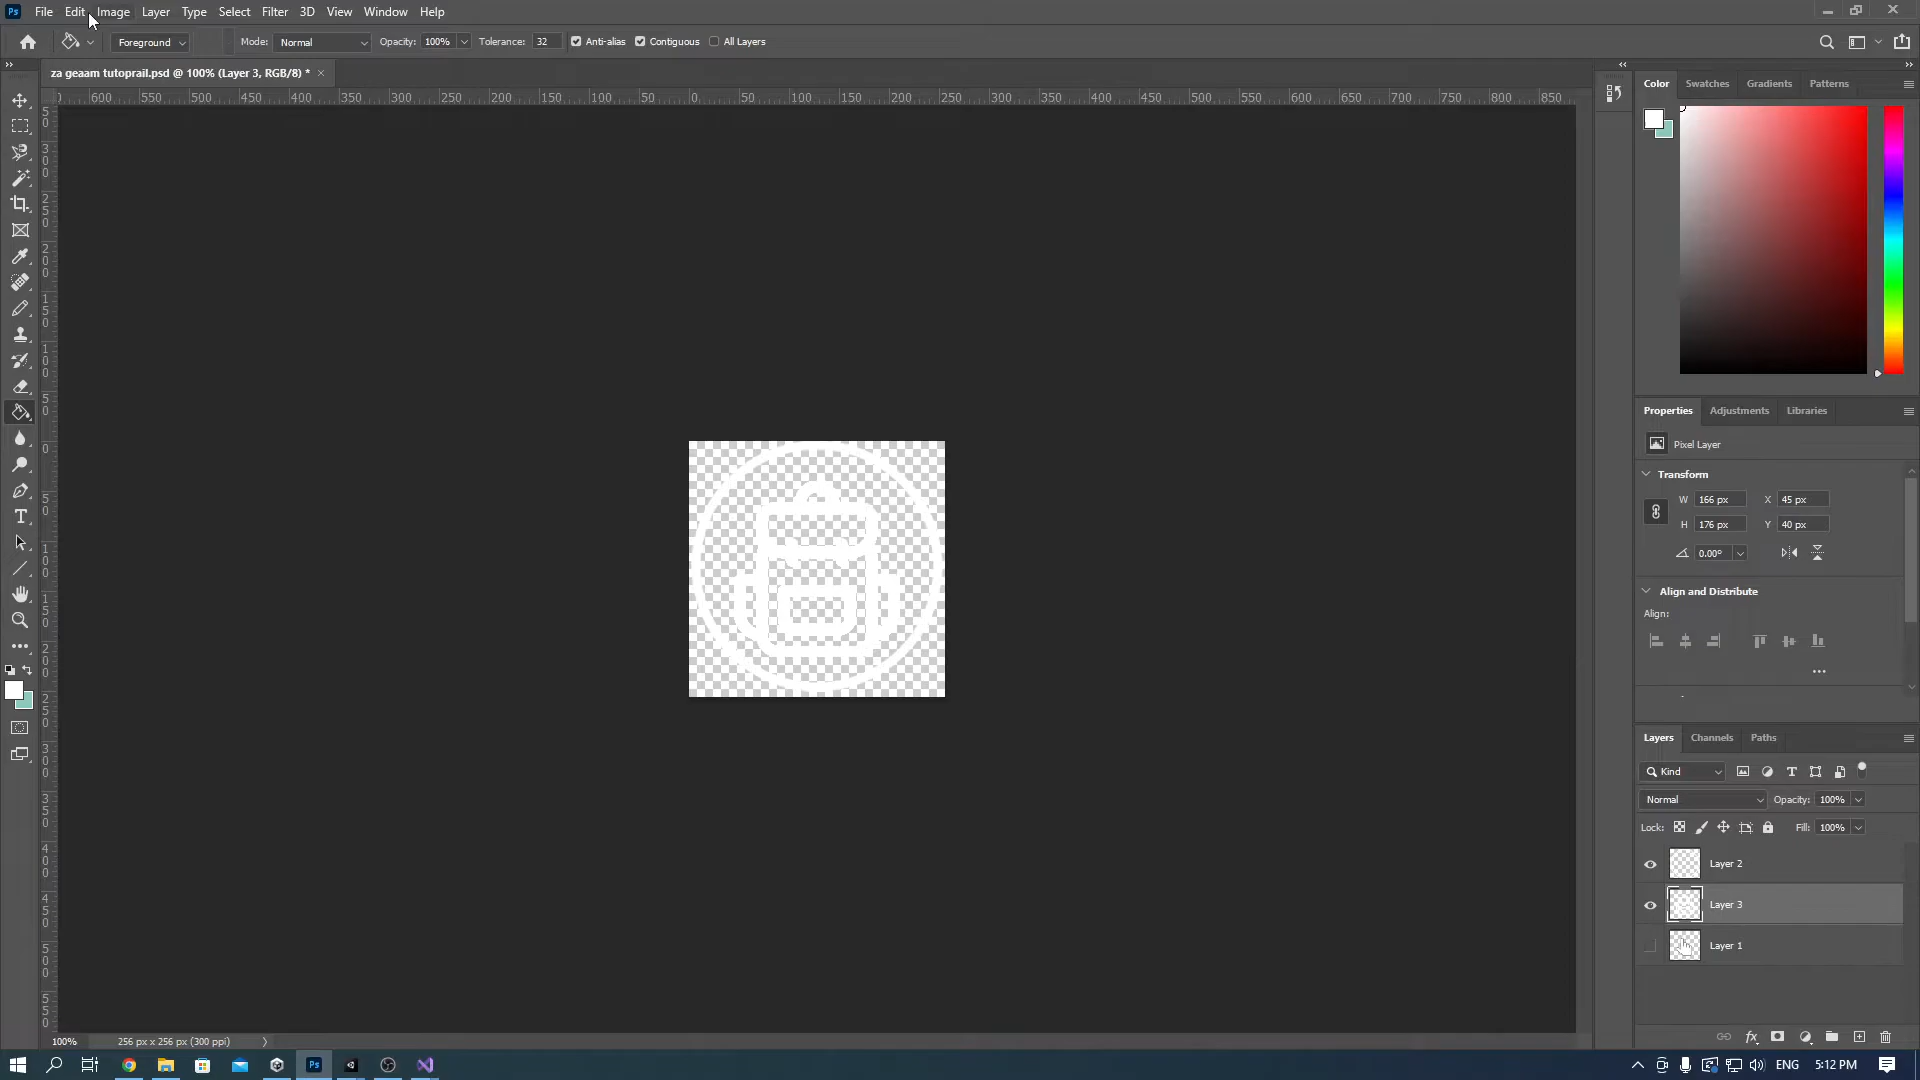 Ps File Edit Image Layer Type Select Filter 3D View Window Help
Foreground Mode: Normal Opacity: 100% Tolerance: 32 Anti-alias Contiguous All Layers
za geaam tutoprail.psd @ 100% (Layer 3, RGB/8) * ×
600 550 500 450 400 350 300 250 200 150 100 50 0 50 100 150 200 250 300 350 400 450 500 550 600 650 700 750 800 850
Color Swatches Gradients Patterns
Properties Adjustments Libraries
Pixel Layer
Transform
W 166 px X 45 px
H 176 px Y 40 px
0.00°
Align and Distribute
Align:
Layers Channels Paths
Kind
Normal Opacity: 100%
Lock: Fill: 100%
Layer 2
Layer 3
Layer 1
100% 256 px x 256 px (300 ppi)
Ps ENG 5:12 PM